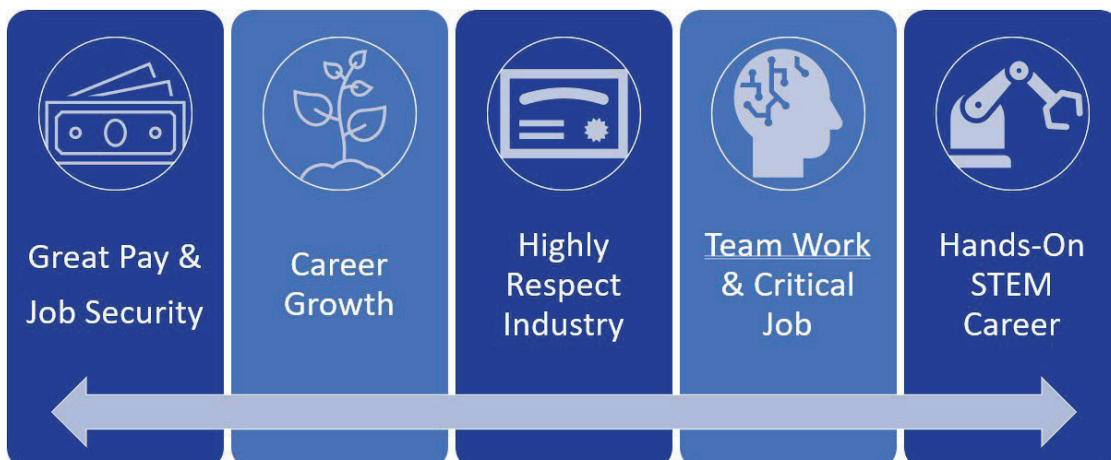 Great Pay &
Job Security
Career
Growth
Highly
Respect
Industry
Team Work
& Critical
Job
Hands-On
STEM
Career